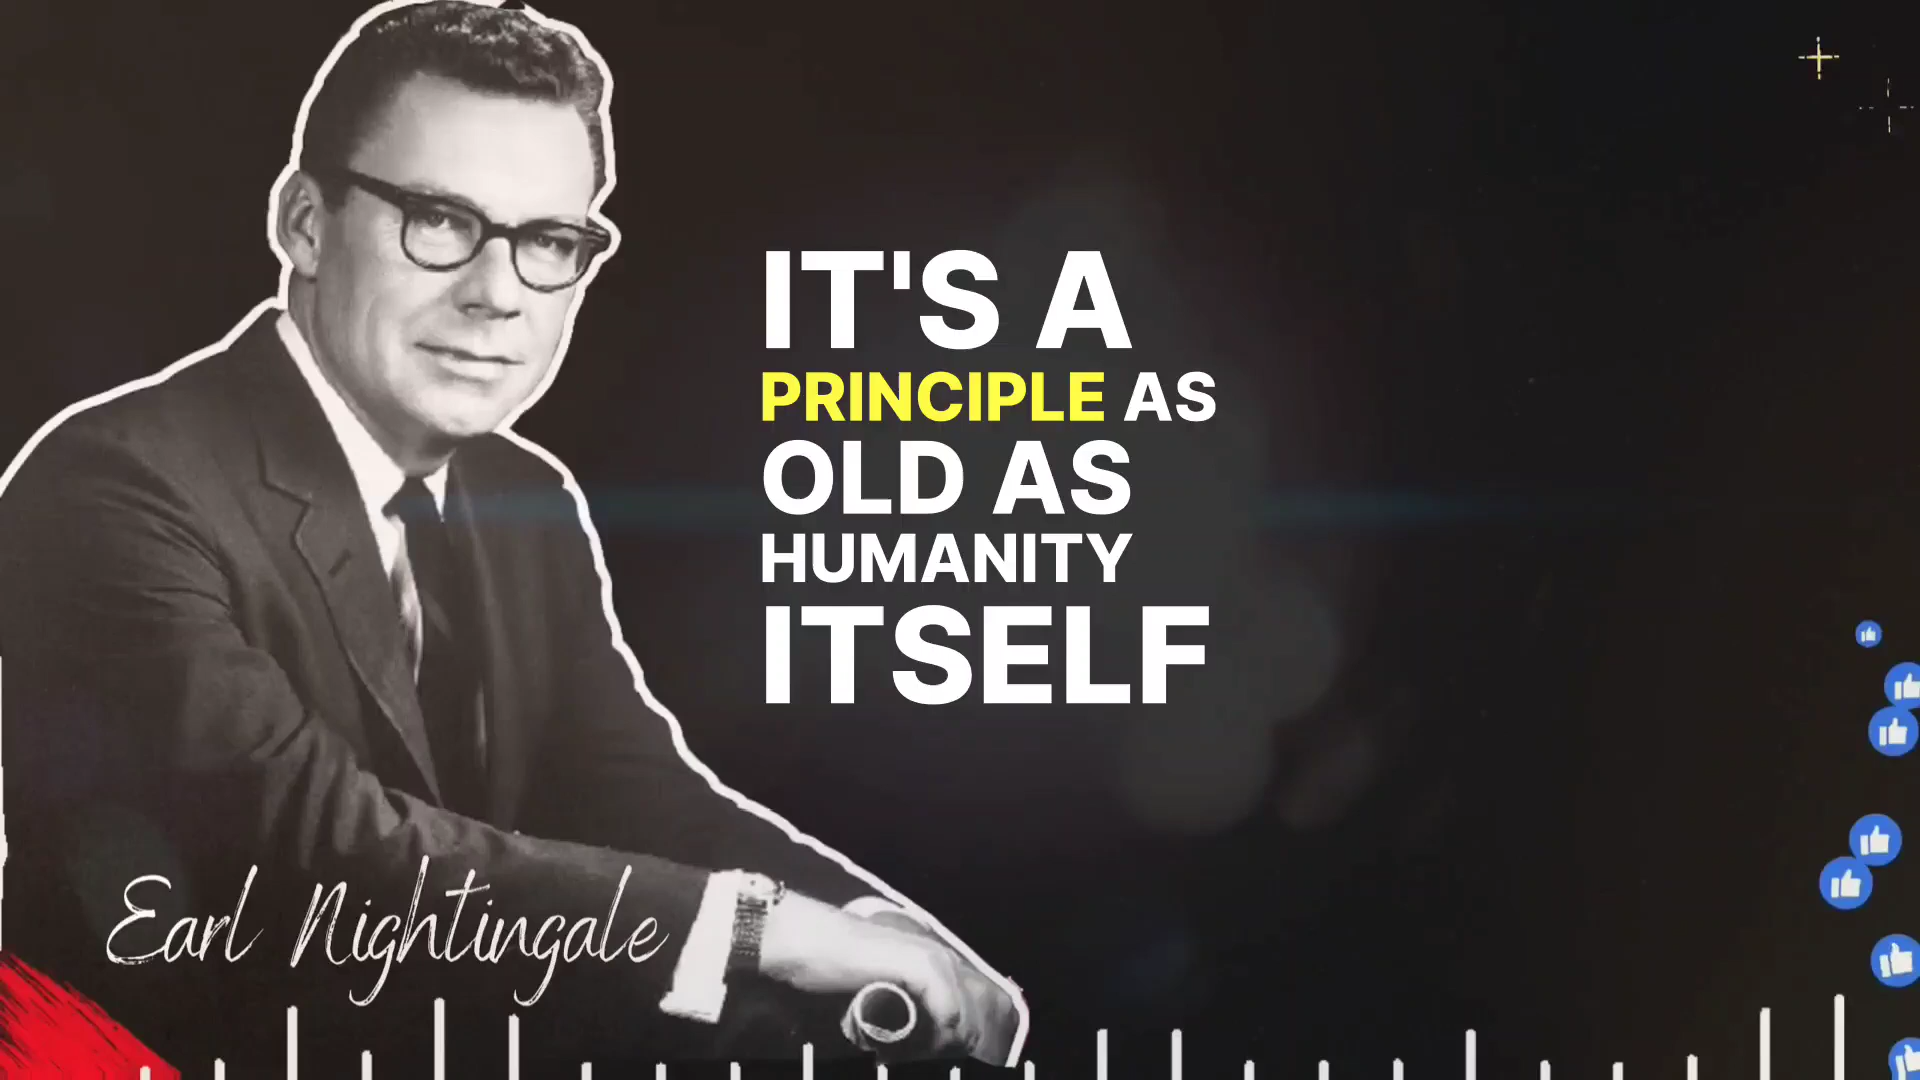 IT'S A
PRINCIPLE AS
OLD AS
HUMANITY
ITSELF
Earl Nightingale